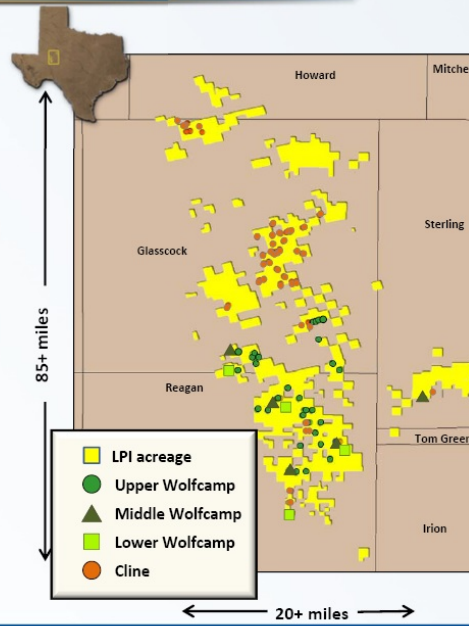 Howard
Mitche
Sterling
Glasscock
85+ miles
Reagan
Tom Green
Irion
LPI acreage
Upper Wolfcamp
Middle Wolfcamp
Lower Wolfcamp
Cline
20+ miles